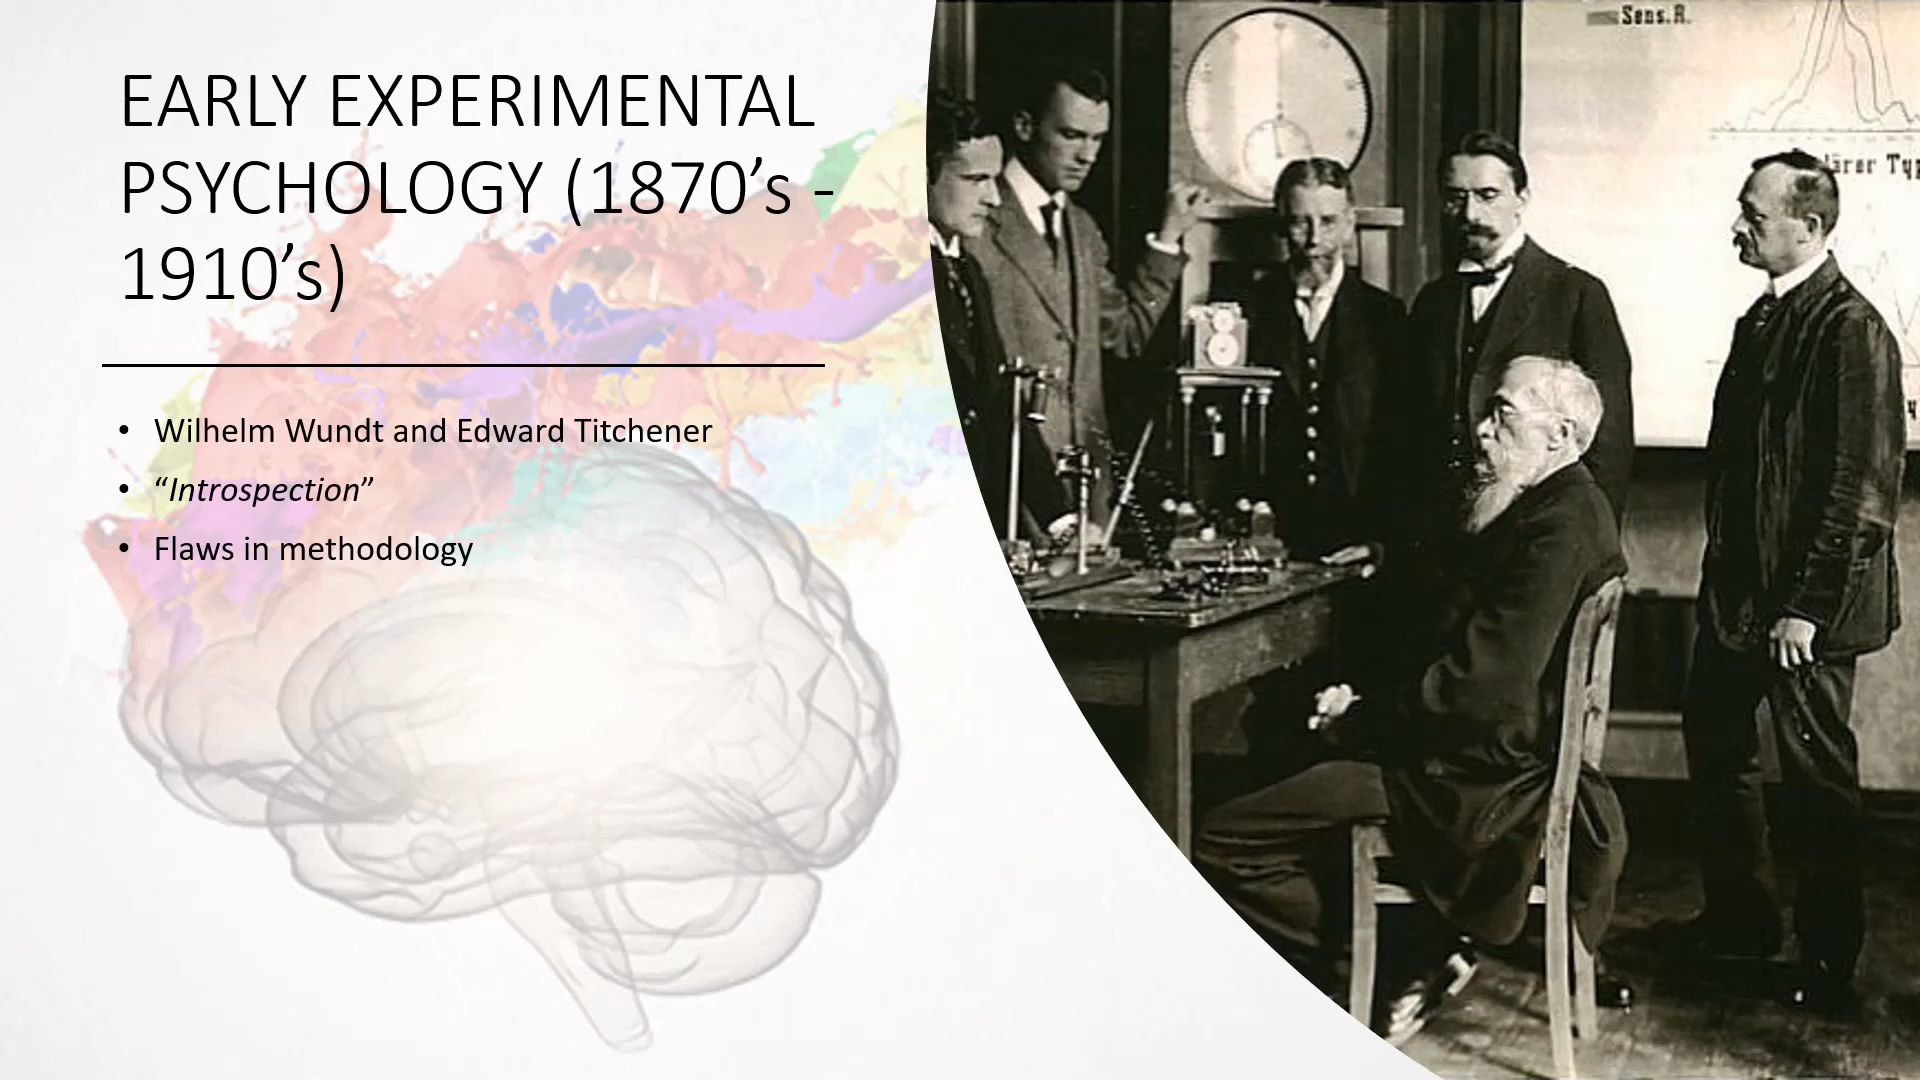 EARLY EXPERIMENTAL
PSYCHOLOGY (1870’s -
1910’s)
• Wilhelm Wundt and Edward Titchener
• “Introspection”
• Flaws in methodology
Sens.R.